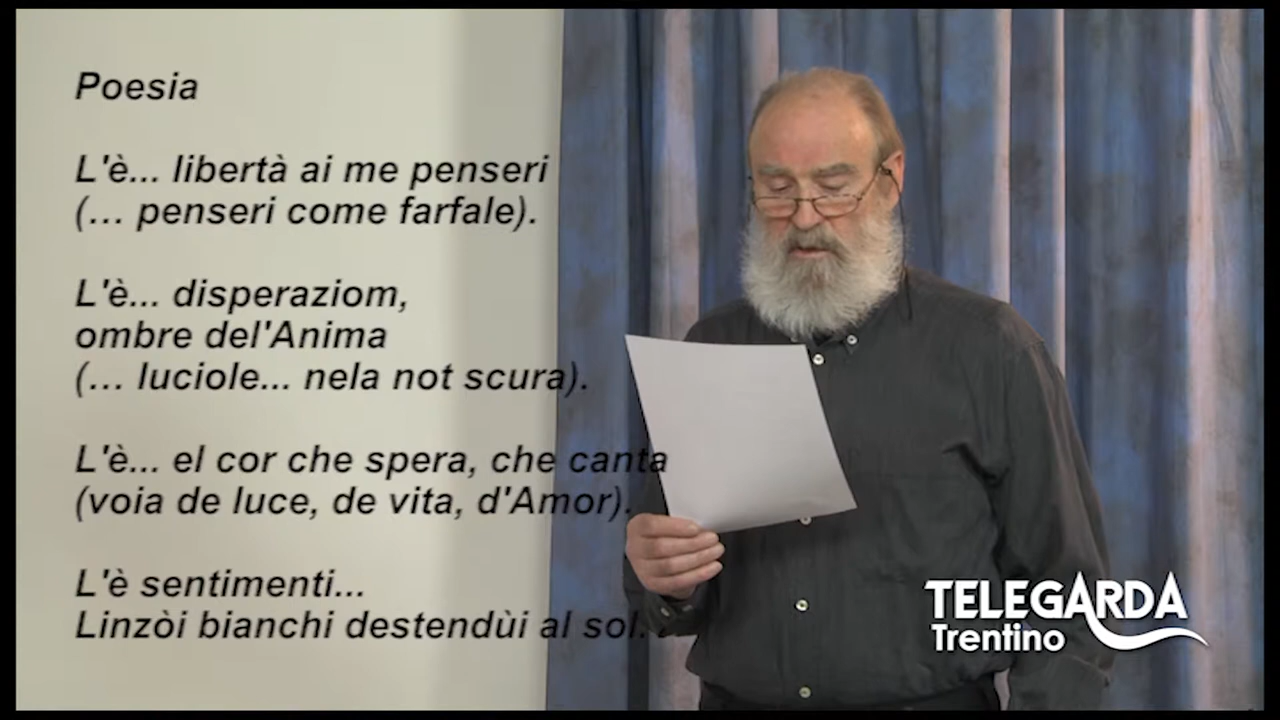 Poesia
L'è... libertà ai me penseri
(... penseri come farfale).
L'è... disperaziom,
ombre del'Anima
(... luciole... nela not scura).
L'è... el cor che spera, che canta
(voia de luce, de vita, d'Amor).
L'è sentimenti...
Linzòi bianchi destendùi al sol.
TELEGARDA
Trentino